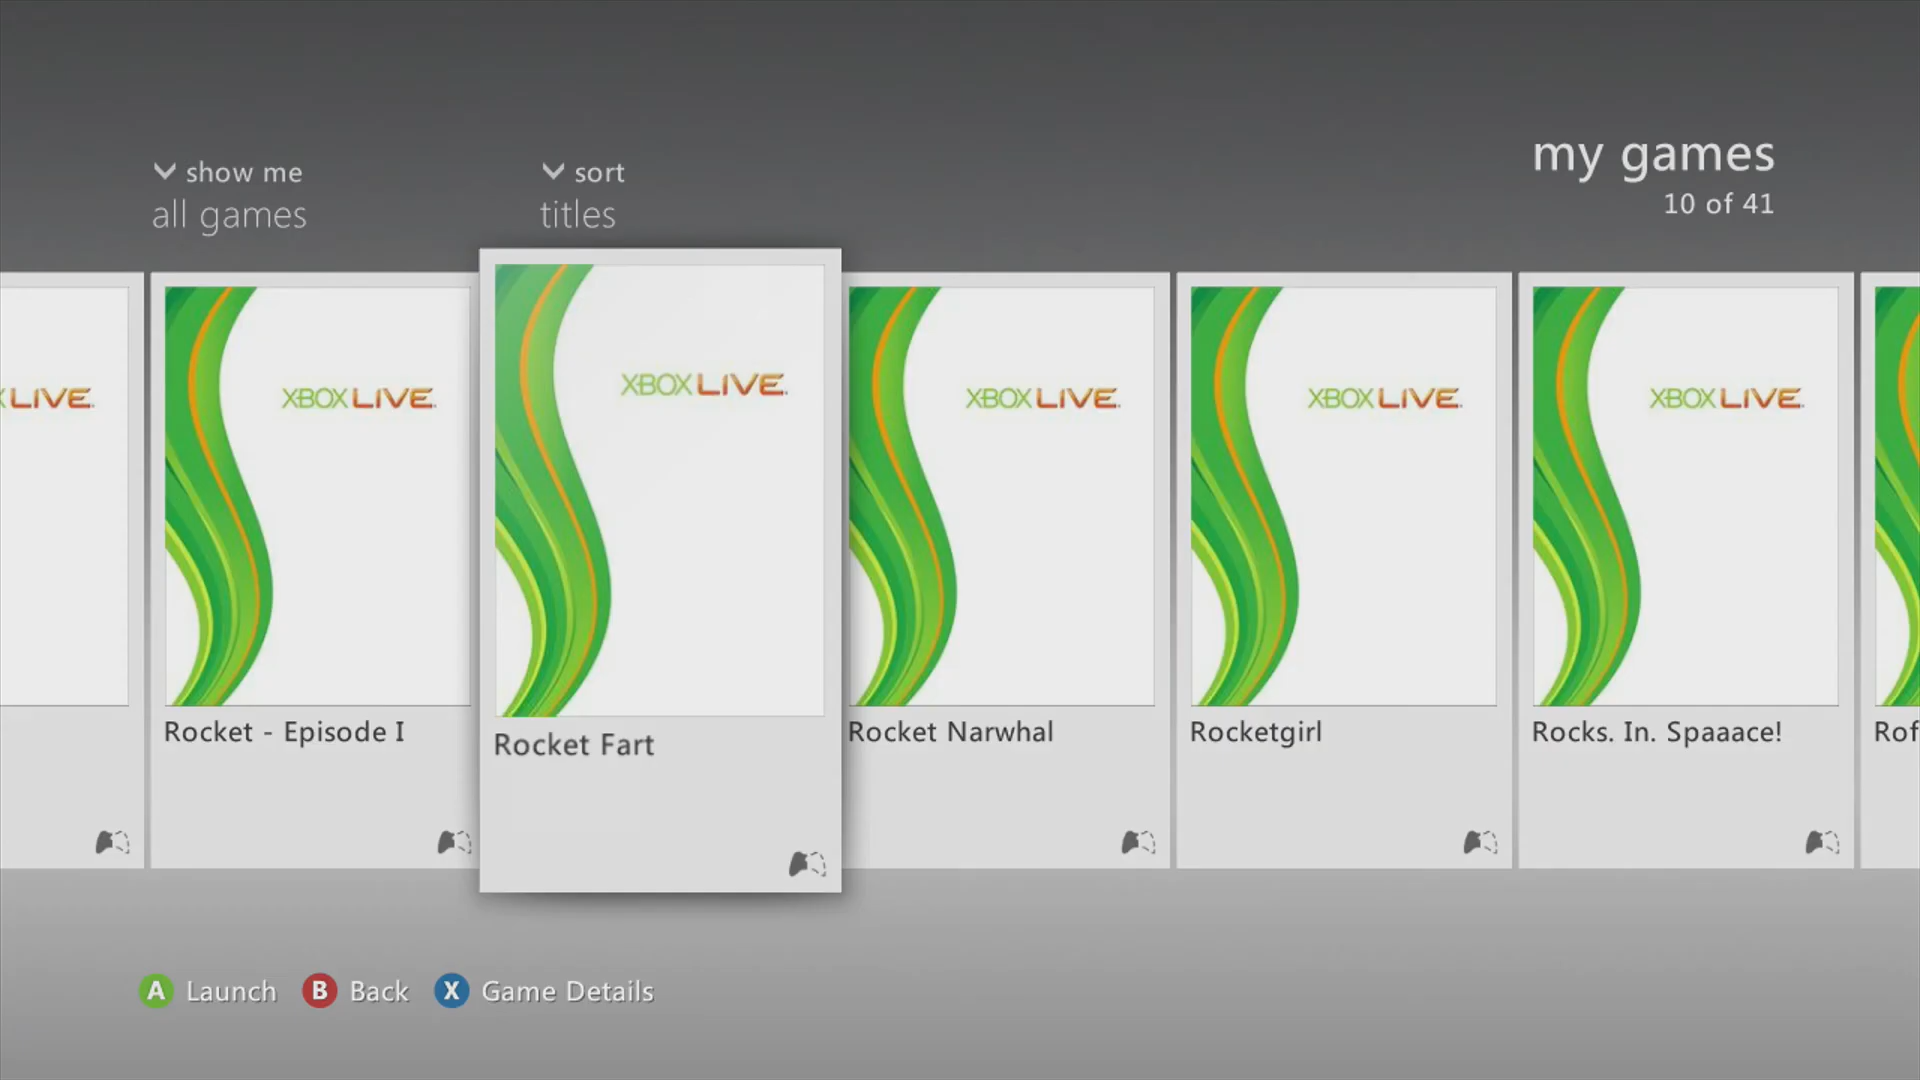 show me
all games
sort
titles
my games
10 of 41
LIVE
XBOX LIVE
XBOX LIVE
XBOX LIVE
XBOX LIVE
XBOX LIVE
Rocket - Episode I
Rocket Fart
Rocket Narwhal
Rocketgirl
Rocks. In. Spaaace!
Rof
A Launch B Back X Game Details